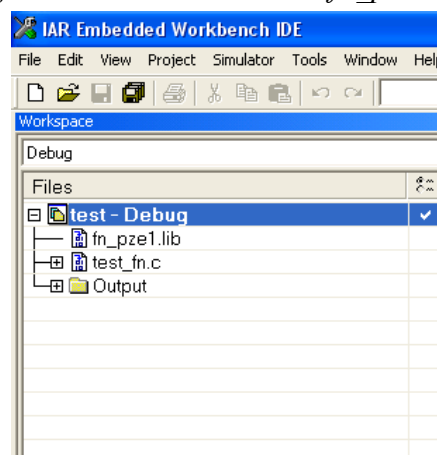 IAR Embedded Workbench IDE
File Edit View Project Simulator Tools Window Help
Workspace
Debug
Files
test - Debug
fn_pze1.lib
test_fn.c
Output